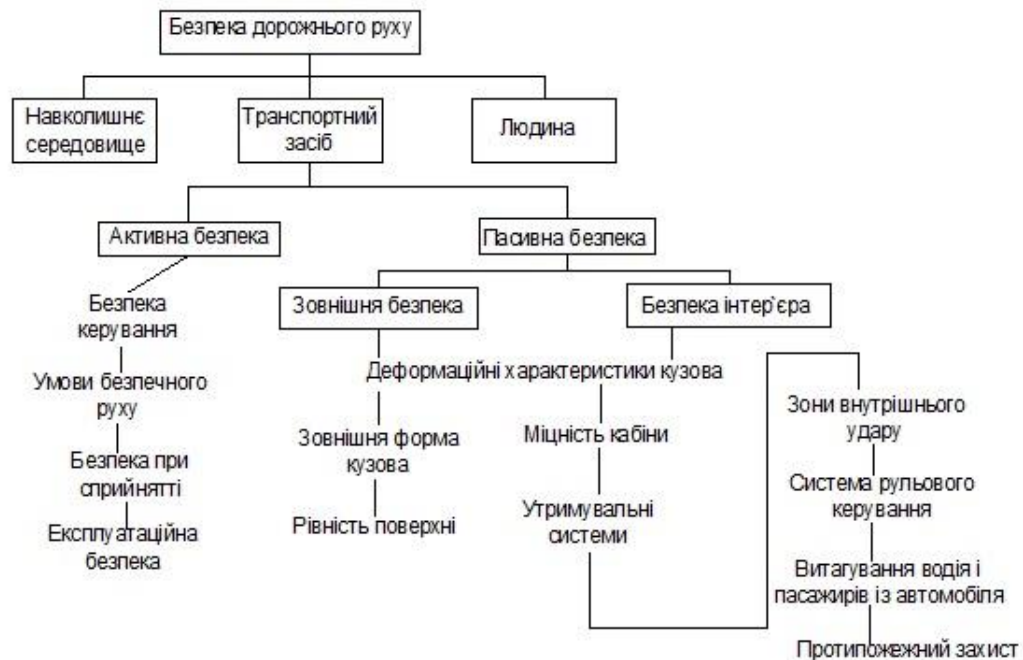 Безпека дорожнього руху
Навколишнє
середовище
Транспортний
засіб
Людина
Активна безпека
Пасивна безпека
Безпека
керування
Умови безпечного
руху
Безпека при
сприйнятті
Експлуатаційна
безпека
Зовнішня безпека
Безпека інтер'єра
Деформаційні характеристики кузова
Зовнішня форма
кузова
Рівність поверхні
Міцність кабіни
Утримувальні
системи
Зони внутрішнього
удару
Система рульового
керування
Витагування водія і
пасажирів із автомобіля
Протипожежний захист